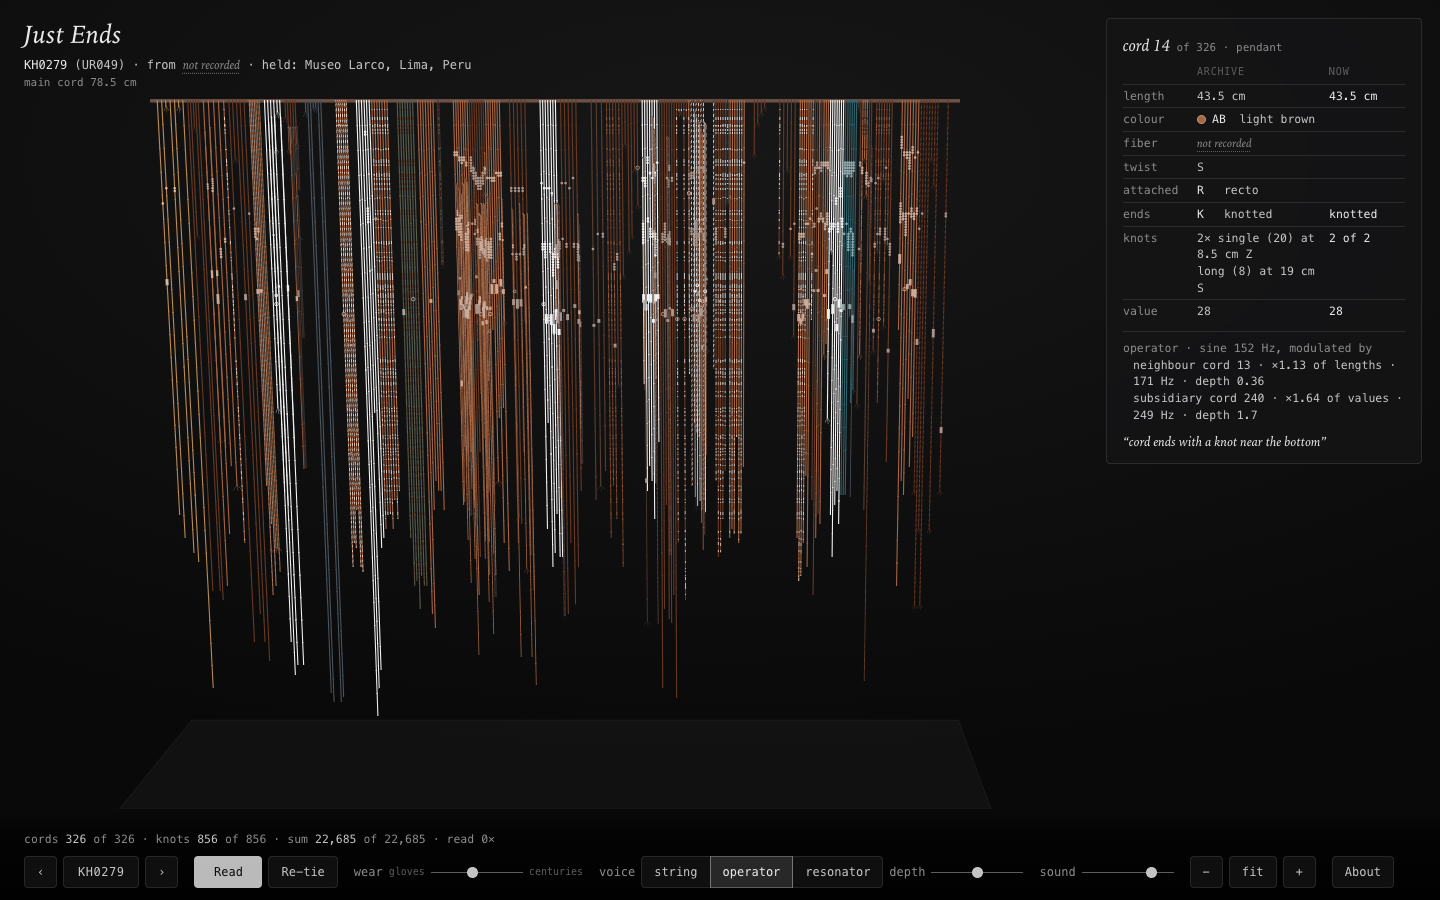 Just Ends
KH0279 (UR049) · from not recorded · held: Museo Larco, Lima, Peru
main cord 78.5 cm
cord 14 of 326 · pendant
ARCHIVE NOW
length 43.5 cm 43.5 cm
colour AB light brown
fiber not recorded
twist S
attached R recto
ends K knotted knotted
knots 2× single (20) at 2 of 2
8.5 cm Z
long (8) at 19 cm
S
value 28 28
operator · sine 152 Hz, modulated by
neighbour cord 13 · ×1.13 of lengths ·
171 Hz · depth 0.36
subsidiary cord 240 · ×1.64 of values ·
249 Hz · depth 1.7
“cord ends with a knot near the bottom”
cords 326 of 326 · knots 856 of 856 · sum 22,685 of 22,685 · read 0×
‹ KH0279 › Read Re-tie wear gloves centuries voice string operator resonator depth sound − fit + About